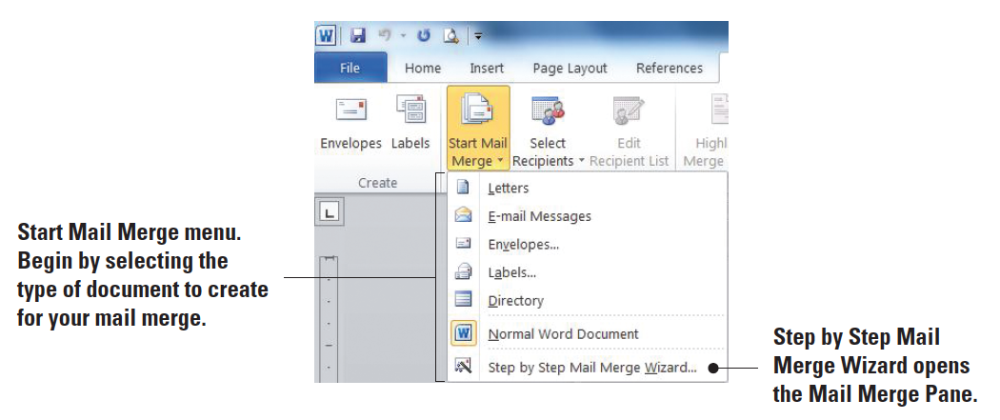 W
File Home Insert Page Layout References
Envelopes Labels Start Mail Merge Select Recipients Edit Recipient List Highl Merge
Create
L
Letters
E-mail Messages
Envelopes...
Labels...
Directory
W Normal Word Document
Step by Step Mail Merge Wizard...
Start Mail Merge menu.
Begin by selecting the
type of document to create
for your mail merge.
Step by Step Mail
Merge Wizard opens
the Mail Merge Pane.